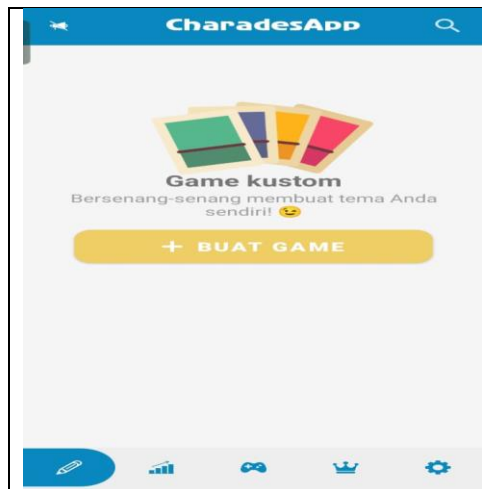 CharadesApp
Game kustom
Bersenang-senang membuat tema Anda
sendiri! 😉
+ BUAT GAME